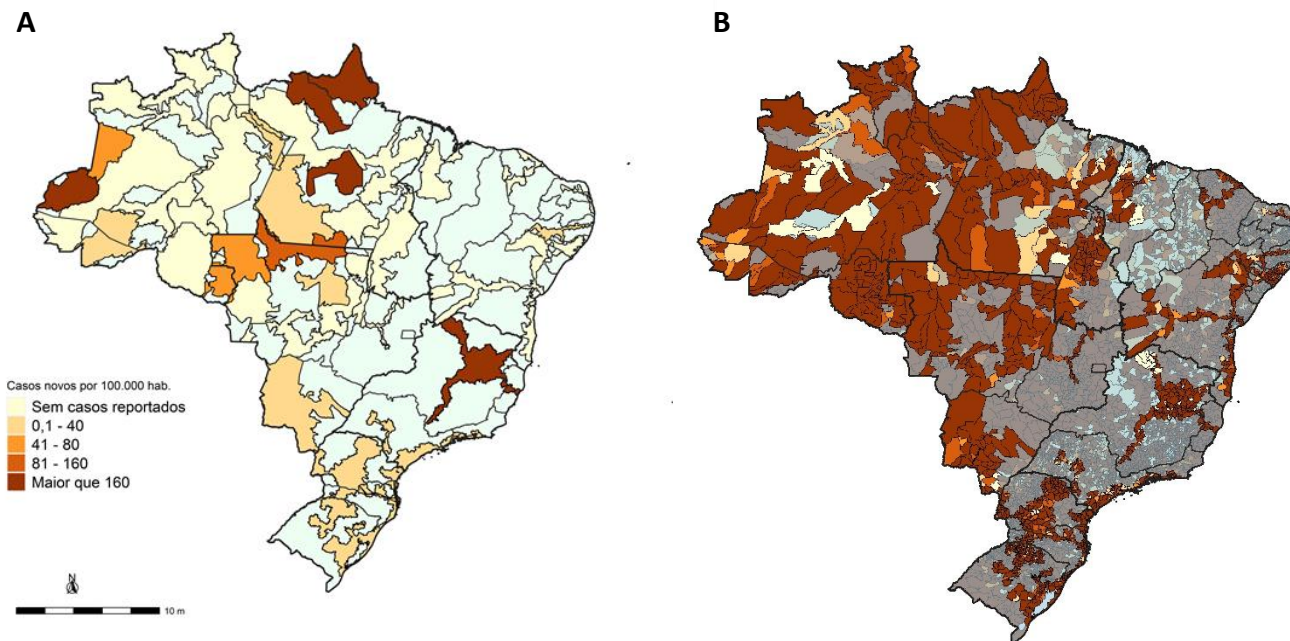 A
B
Casos novos por 100.000 hab.
Sem casos reportados
0,1 - 40
41 - 80
81 - 160
Maior que 160
N
10 m